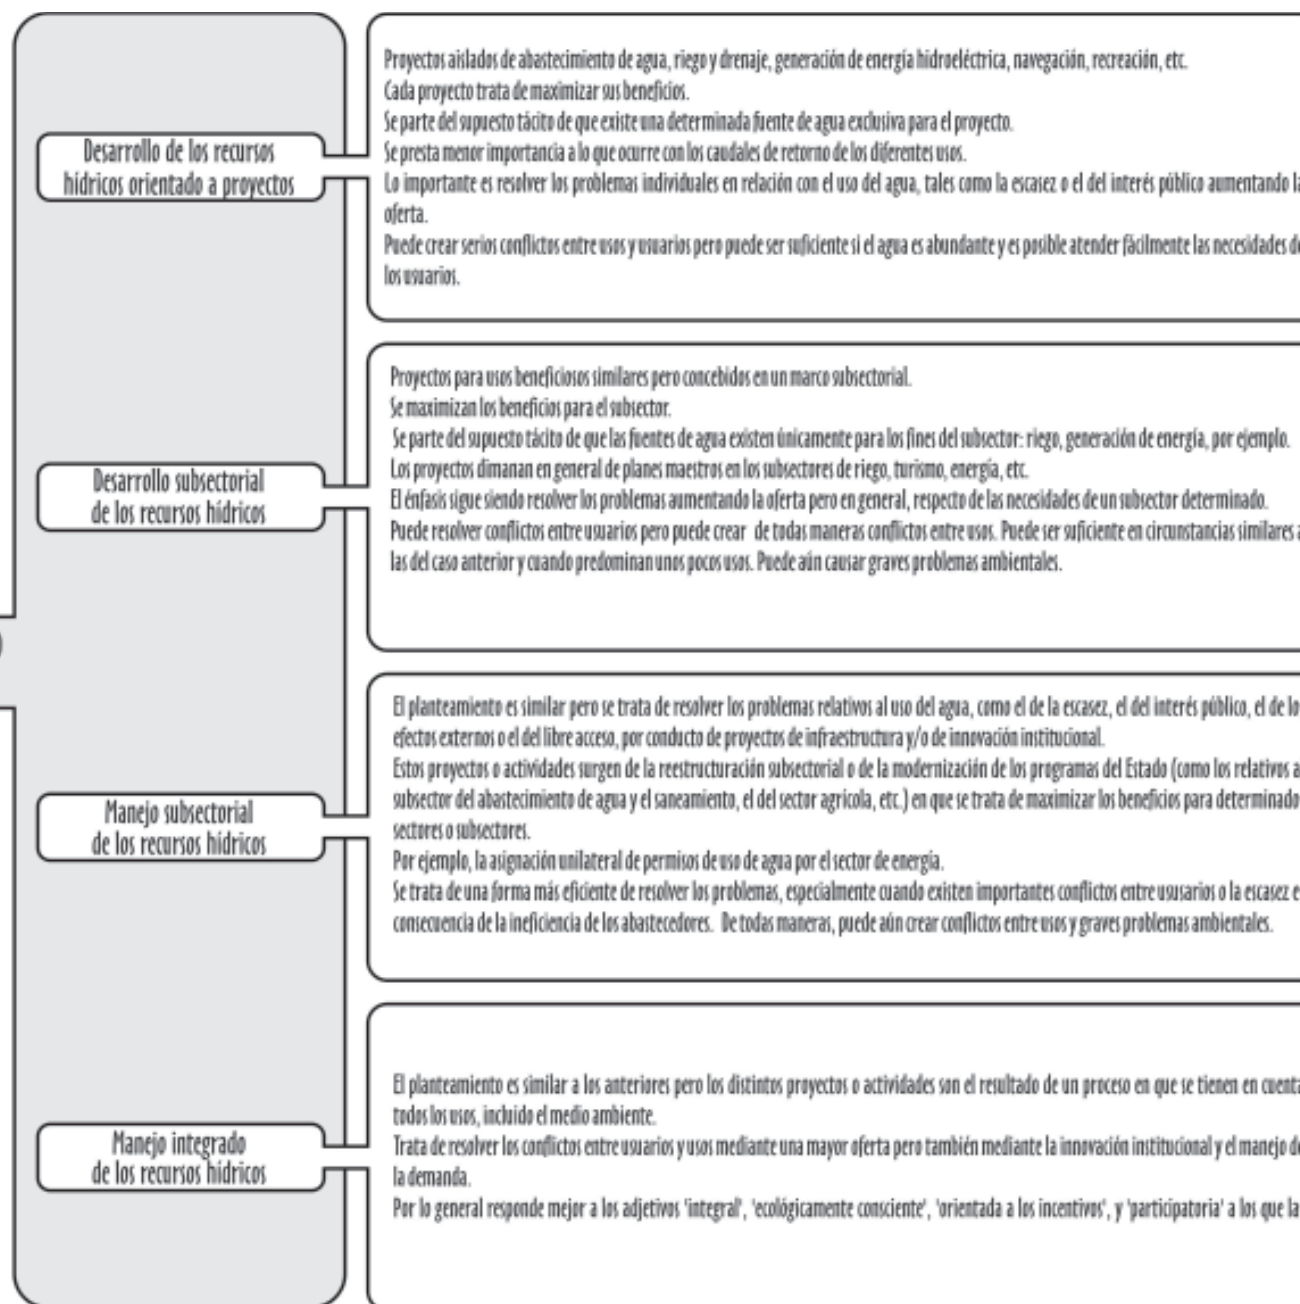 Desarrollo de los recursos
hídricos orientado a proyectos
Proyectos aislados de abastecimiento de agua, riego y drenaje, generación de energía hidroeléctrica, navegación, recreación, etc.
Cada proyecto trata de maximizar sus beneficios.
Se parte del supuesto tácito de que existe una determinada fuente de agua exclusiva para el proyecto.
Se presta menor importancia a lo que ocurre con los caudales de retorno de los diferentes usos.
Lo importante es resolver los problemas individuales en relación con el uso del agua, tales como la escasez o el del interés público aumentando la
oferta.
Puede crear serios conflictos entre usos y usuarios pero puede ser suficiente si el agua es abundante y es posible atender fácilmente las necesidades de
los usuarios.
Desarrollo subsectorial
de los recursos hídricos
Proyectos para usos beneficiosos similares pero concebidos en un marco subsectorial.
Se maximizan los beneficios para el subsector.
Se parte del supuesto tácito de que las fuentes de agua existen únicamente para los fines del subsector: riego, generación de energía, por ejemplo.
Los proyectos dimanan en general de planes maestros en los subsectores de riego, turismo, energía, etc.
El énfasis sigue siendo resolver los problemas aumentando la oferta pero en general, respecto de las necesidades de un subsector determinado.
Puede resolver conflictos entre usuarios pero puede crear de todas maneras conflictos entre usos. Puede ser suficiente en circunstancias similares a
las del caso anterior y cuando predominan unos pocos usos. Puede aún causar graves problemas ambientales.
Manejo subsectorial
de los recursos hídricos
El planteamiento es similar pero se trata de resolver los problemas relativos al uso del agua, como el de la escasez, el del interés público, el de lo
efectos externos o el del libre acceso, por conducto de proyectos de infraestructura y/o de innovación institucional.
Estos proyectos o actividades surgen de la reestructuración subsectorial o de la modernización de los programas del Estado (como los relativos a
subsector del abastecimiento de agua y el saneamiento, el del sector agrícola, etc.) en que se trata de maximizar los beneficios para determinado
sectores o subsectores.
Por ejemplo, la asignación unilateral de permisos de uso de agua por el sector de energía.
Se trata de una forma más eficiente de resolver los problemas, especialmente cuando existen importantes conflictos entre ususarios o la escasez e
consecuencia de la ineficiencia de los abastecedores. De todas maneras, puede aún crear conflictos entre usos y graves problemas ambientales.
Manejo integrado
de los recursos hídricos
El planteamiento es similar a los anteriores pero los distintos proyectos o actividades son el resultado de un proceso en que se tienen en cuenta
todos los usos, incluido el medio ambiente.
Trata de resolver los conflictos entre usuarios y usos mediante una mayor oferta pero también mediante la innovación institucional y el manejo de
la demanda.
Por lo general responde mejor a los adjetivos 'integral', 'ecológicamente consciente', 'orientada a los incentivos', y 'participatoria' a los que la